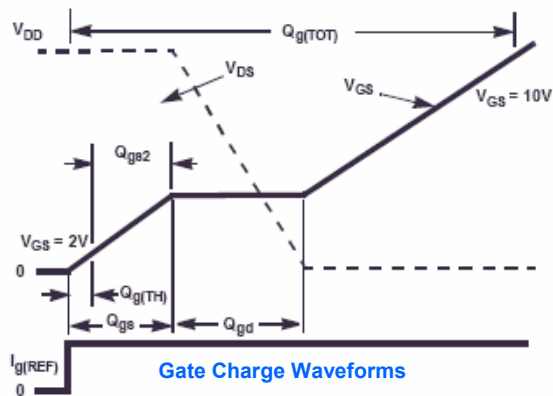 VDD
Qg(TOT)
VDS
VGS
VGS = 10V
Qgs2
VGS = 2V
0
Qg(TH)
Qgs
Qgd
Ig(REF)
0
Gate Charge Waveforms